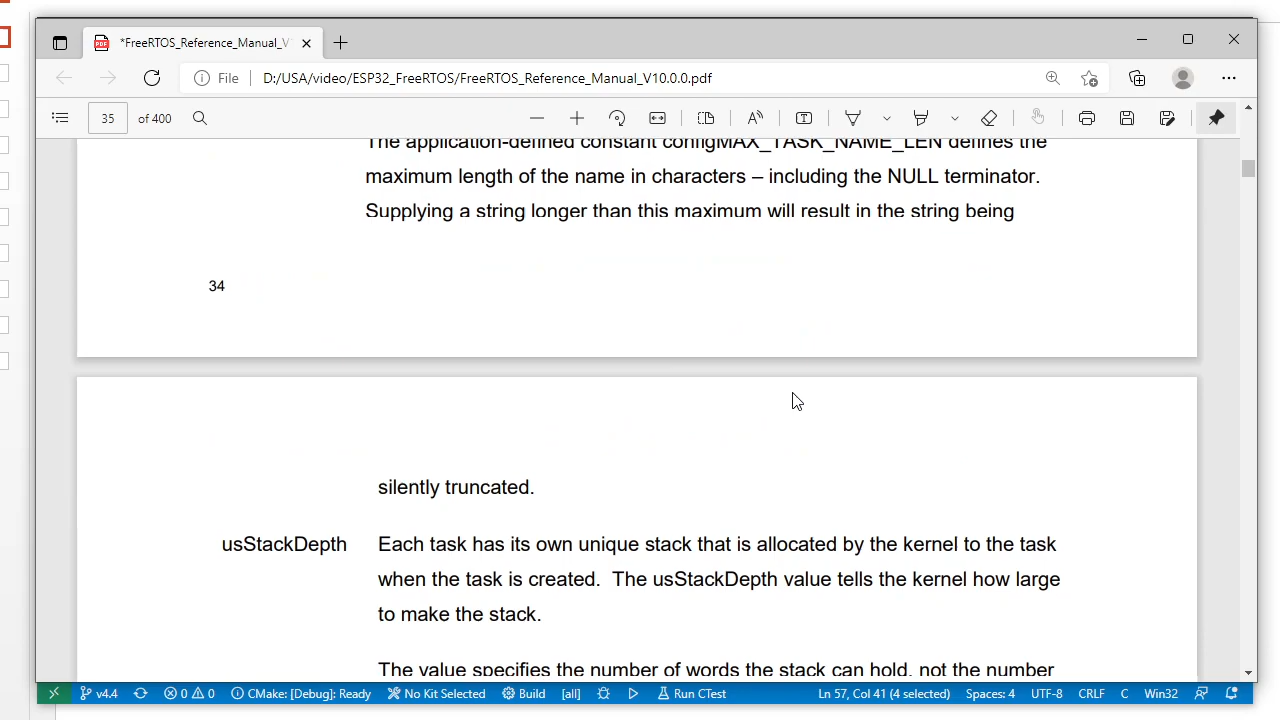 *FreeRTOS_Reference_Manual_V
File
D:/USA/video/ESP32_FreeRTOS/FreeRTOS_Reference_Manual_V10.0.0.pdf
35 of 400
The application-defined constant configMAX_TASK_NAME_LEN defines the
maximum length of the name in characters – including the NULL terminator.
Supplying a string longer than this maximum will result in the string being
34
silently truncated.
usStackDepth Each task has its own unique stack that is allocated by the kernel to the task
when the task is created. The usStackDepth value tells the kernel how large
to make the stack.
The value specifies the number of words the stack can hold, not the number
v4.4 0 0 CMake: [Debug]: Ready No Kit Selected Build [all] Run CTest Ln 57, Col 41 (4 selected) Spaces: 4 UTF-8 CRLF C Win32